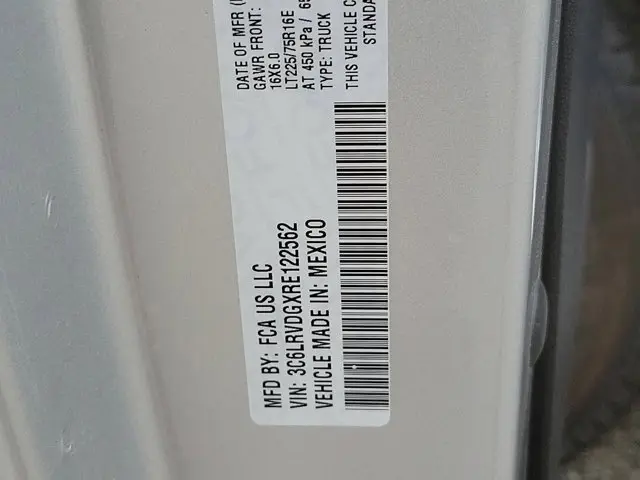 MFD BY: FCA US LLC
VIN: 3C6LRVDGXRE122562
VEHICLE MADE IN: MEXICO
DATE OF MFR
GAWR FRONT:
16X6.0
LT225/75R16E
AT 450 kPa /
TYPE: TRUCK
THIS VEHICLE
STANDA